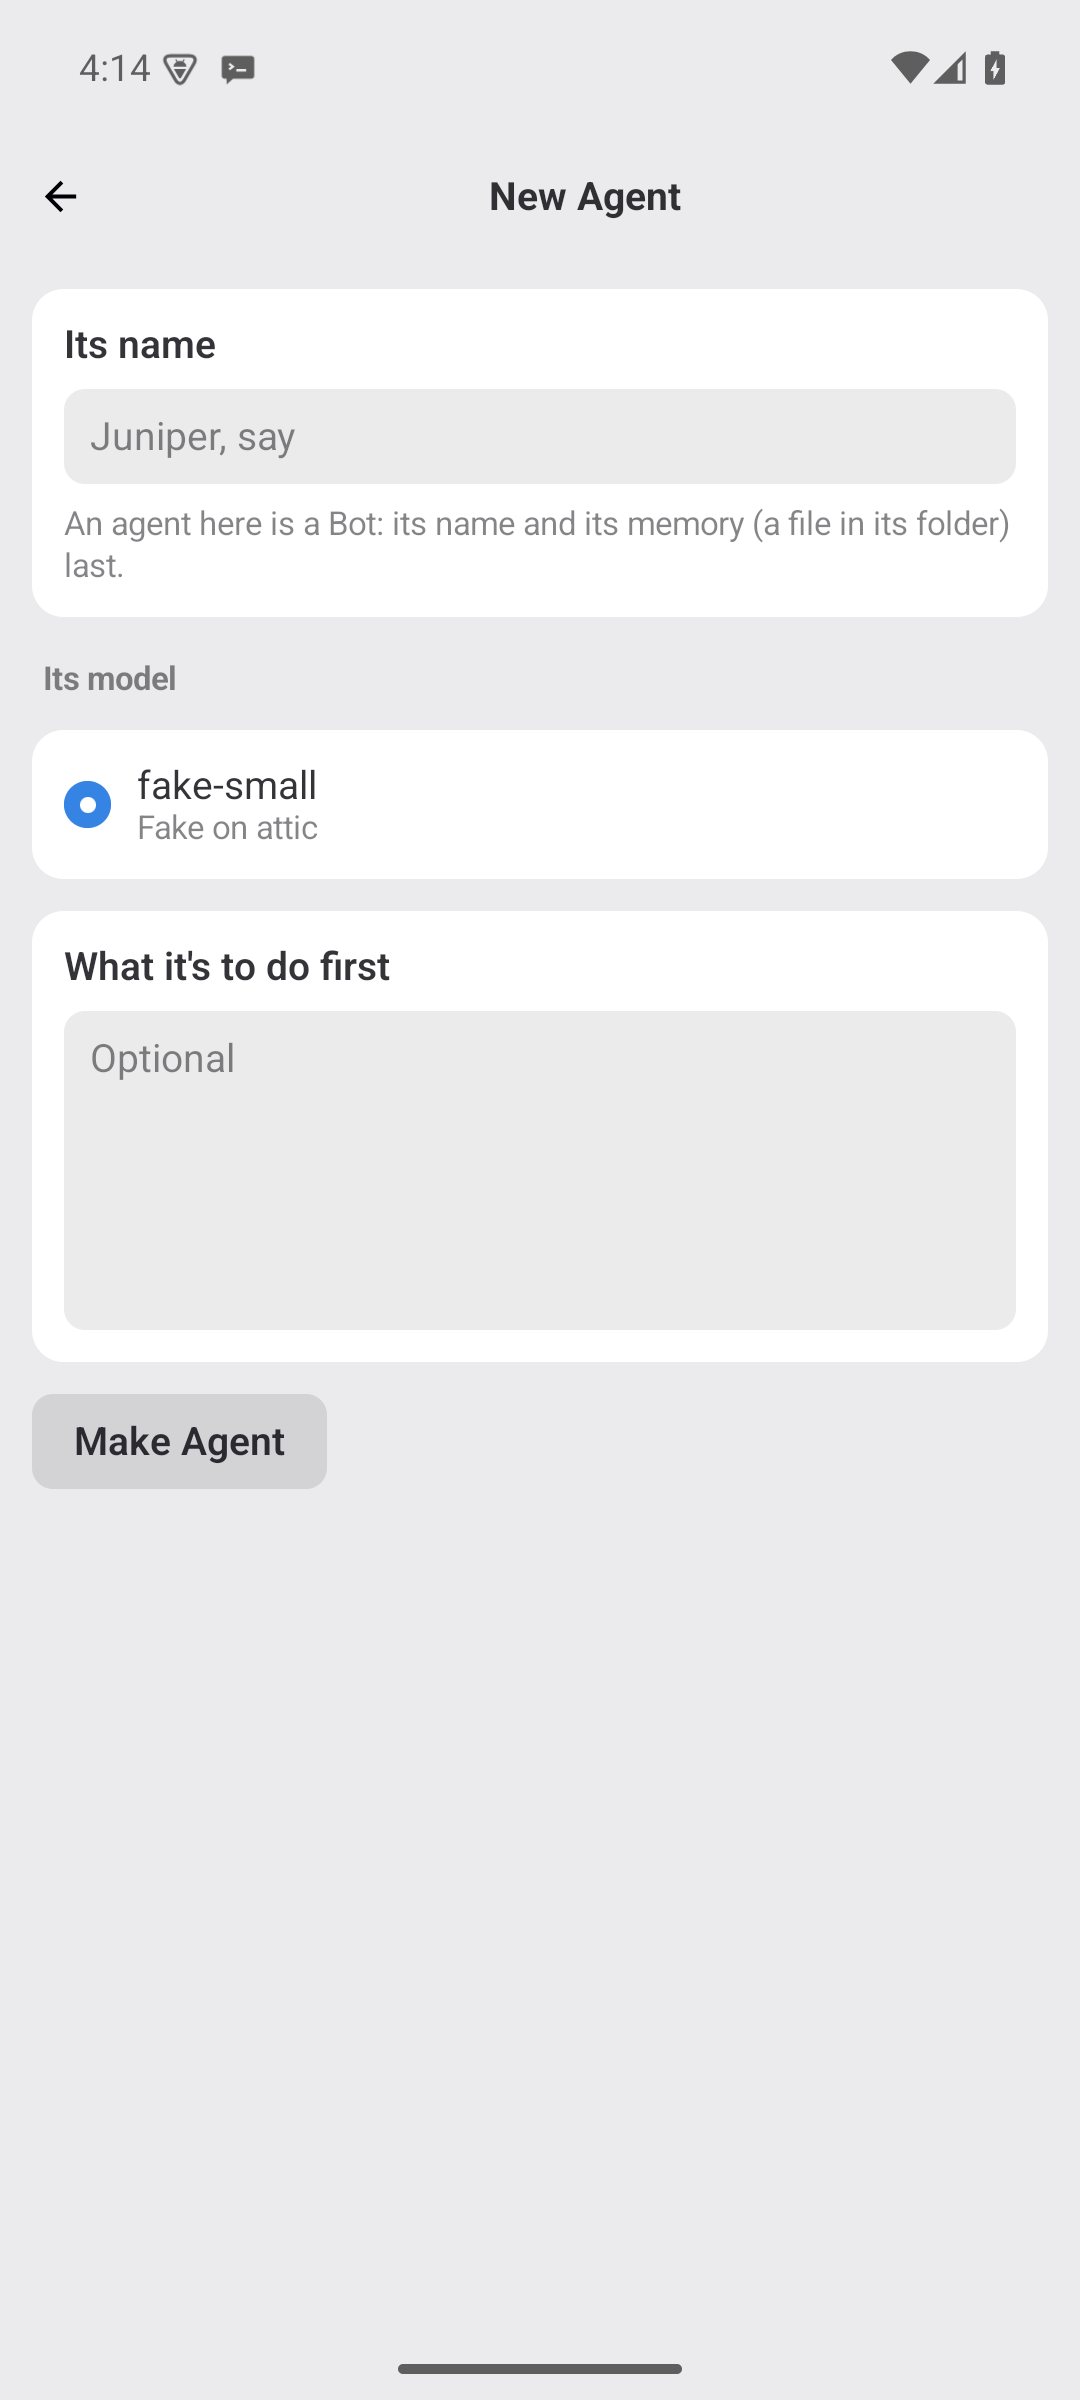 4:14
New Agent
Its name
Juniper, say
An agent here is a Bot: its name and its memory (a file in its folder)
last.
Its model
fake-small
Fake on attic
What it's to do first
Optional
Make Agent